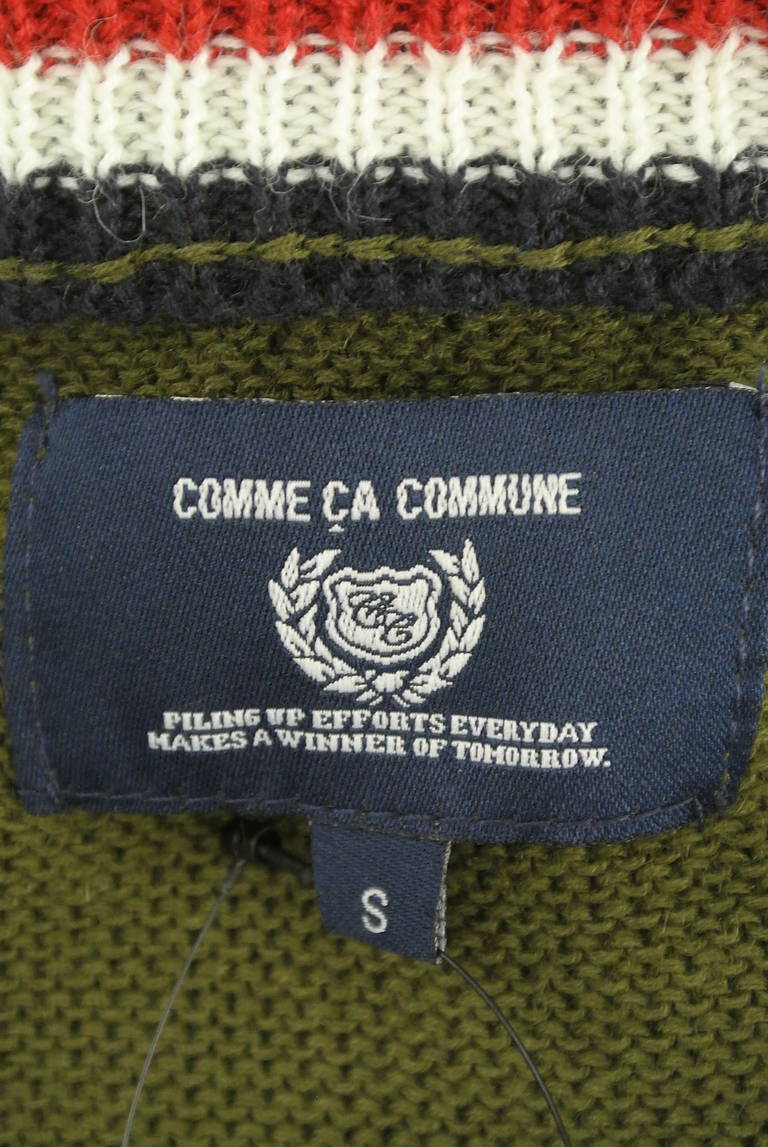 COMME ÇA COMMUNE
PILING UP EFFORTS EVERYDAY
MAKES A WINNER OF TOMORROW.
S